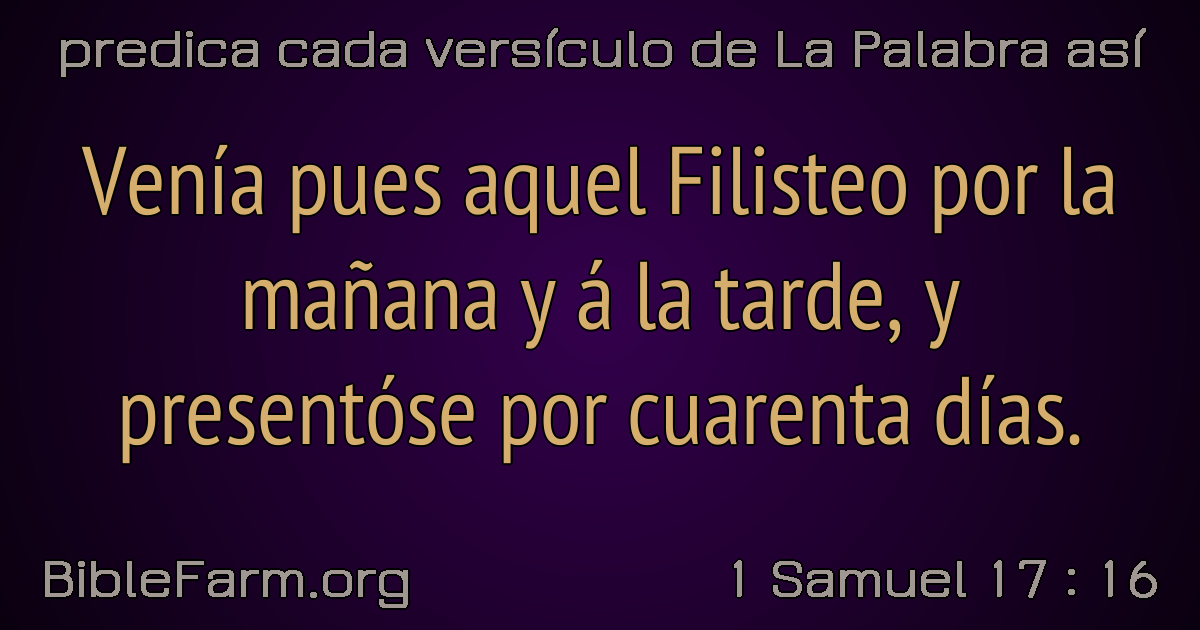 predica cada versículo de La Palabra así
Venía pues aquel Filisteo por la
mañana y á la tarde, y
presentóse por cuarenta días.
BibleFarm.org
1 Samuel 17 : 16